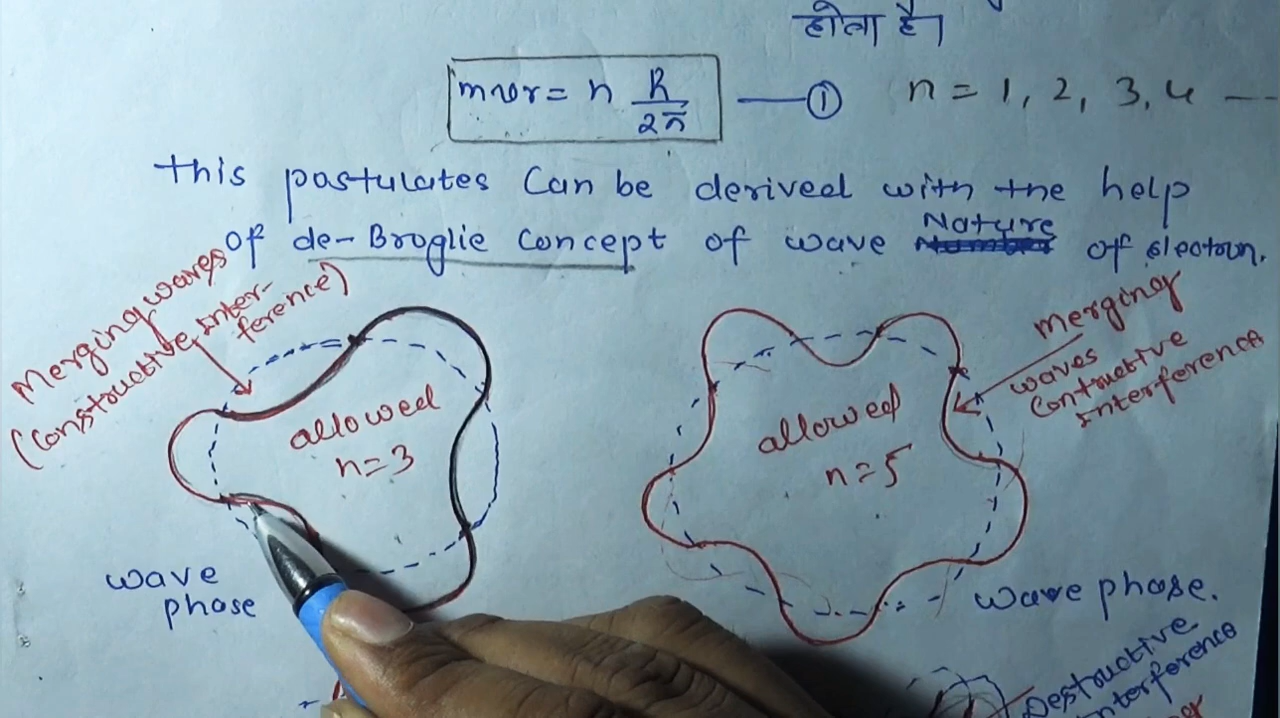 होता है।
mvr = n h/2π —— ① n = 1, 2, 3, 4 ---
This postulates can be derived with the help
of de-Broglie concept of wave Nature of electorn.
Merging waves
(Constructive inter-
ference)
allowed
n=3
wave
phase
merging
waves
Contructive
interference
allowed
n=5
wave phase.
Destructive
interference